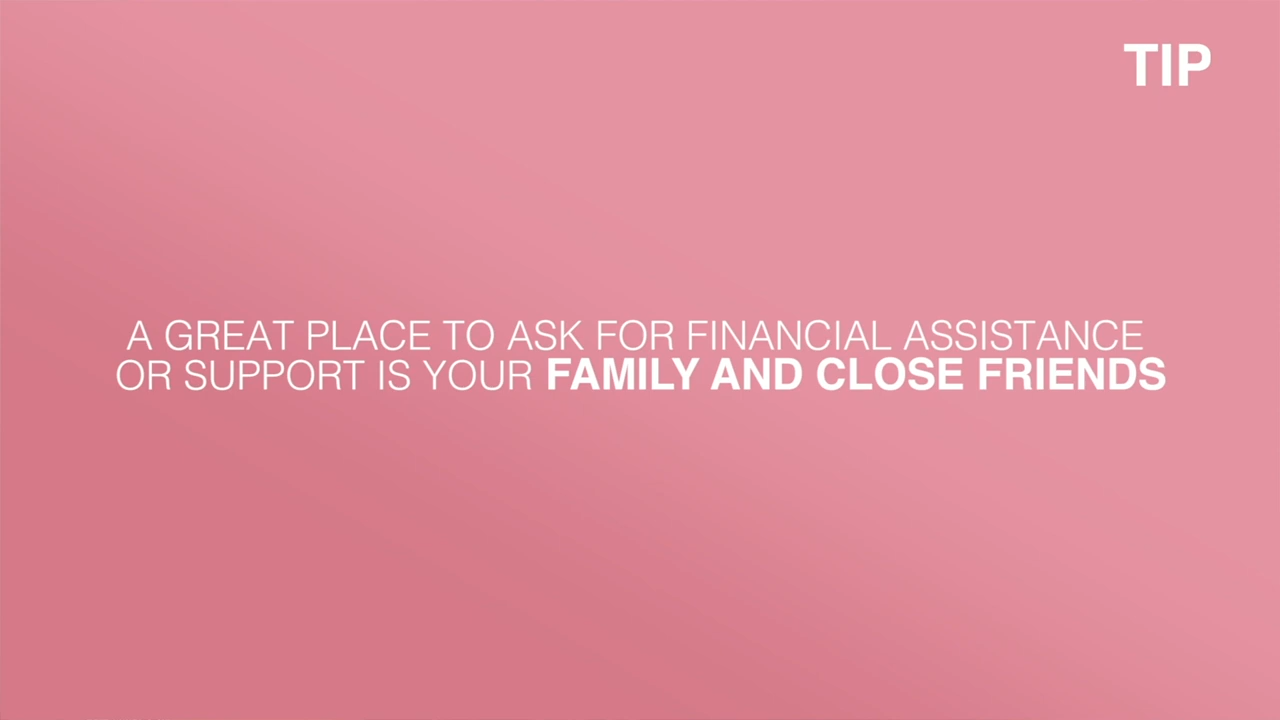 TIP
A GREAT PLACE TO ASK FOR FINANCIAL ASSISTANCE
OR SUPPORT IS YOUR FAMILY AND CLOSE FRIENDS